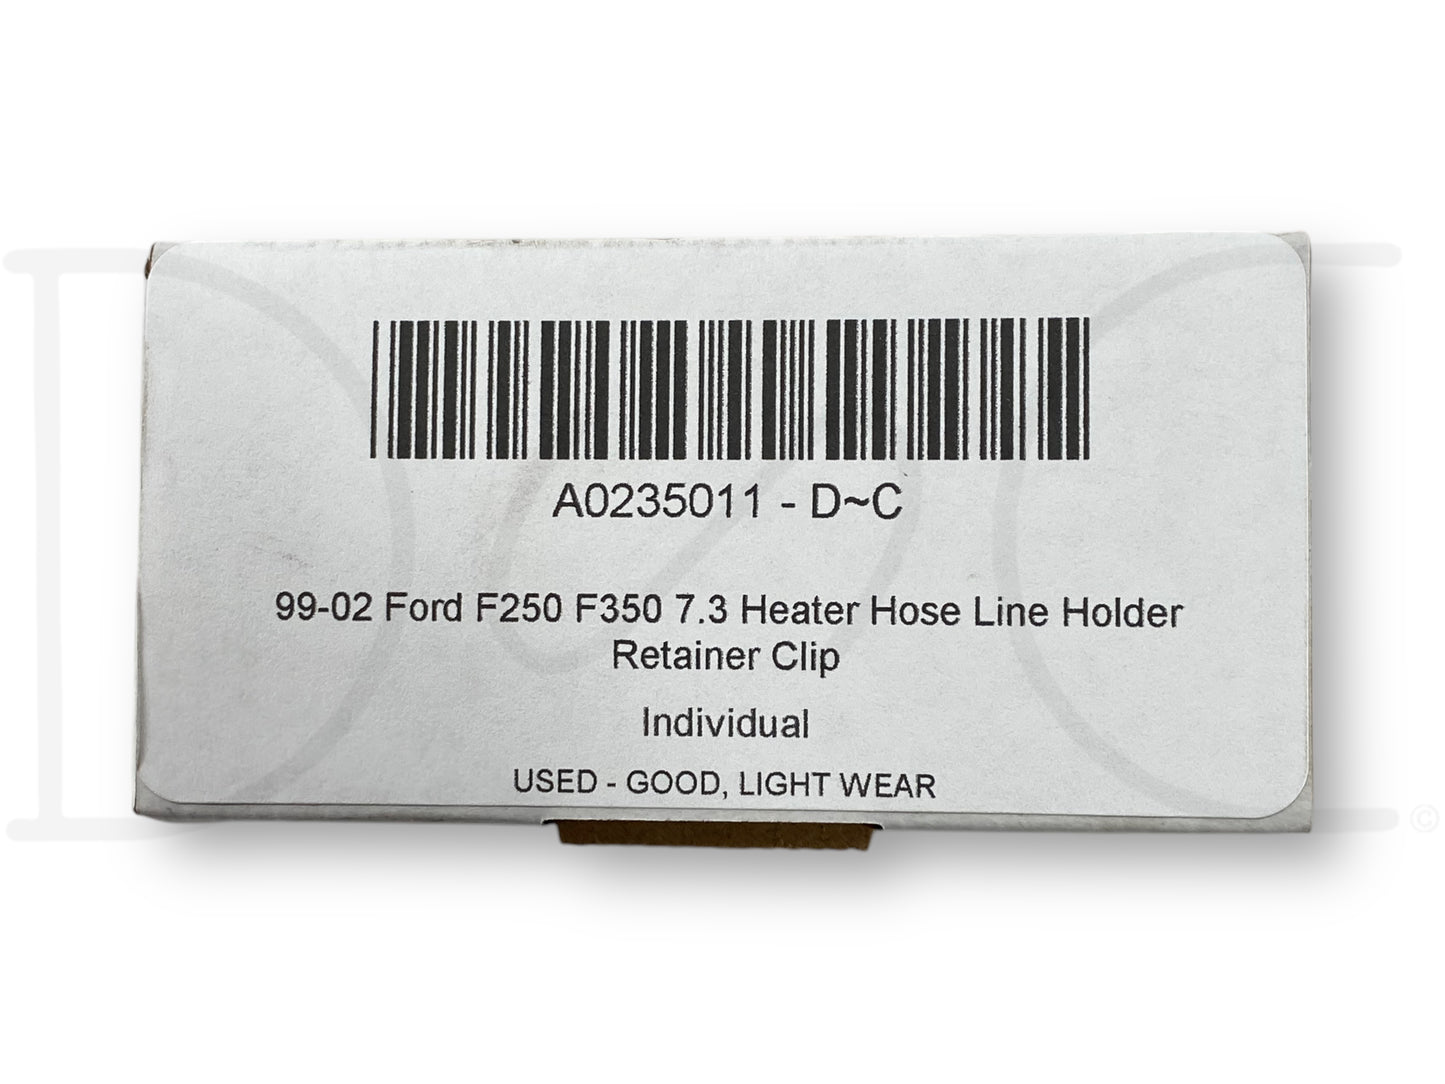 A0235011 - D~C
99-02 Ford F250 F350 7.3 Heater Hose Line Holder
Retainer Clip
Individual
USED - GOOD, LIGHT WEAR
©